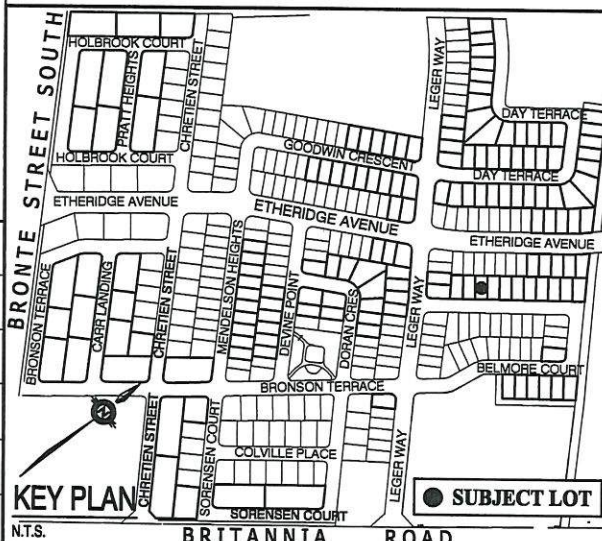 HOLBROOK COURT
BRONTE STREET SOUTH
PRATT HEIGHTS
CHRETIEN STREET
LEGER WAY
DAY TERRACE
GOODWIN CRESCENT
HOLBROOK COURT
DAY TERRACE
ETHERIDGE AVENUE
ETHERIDGE AVENUE
ETHERIDGE AVENUE
BRONSON TERRACE
CARR LANDING
CHRETIEN STREET
MENDELSON HEIGHTS
DEVINE POINT
DORAN CRES
LEGER WAY
BELMORE COURT
BRONSON TERRACE
N
CHRETIEN STREET
SORENSEN COURT
COLVILLE PLACE
LEGER WAY
KEY PLAN
SUBJECT LOT
SORENSEN COURT
N.T.S.
BRITANNIA ROAD